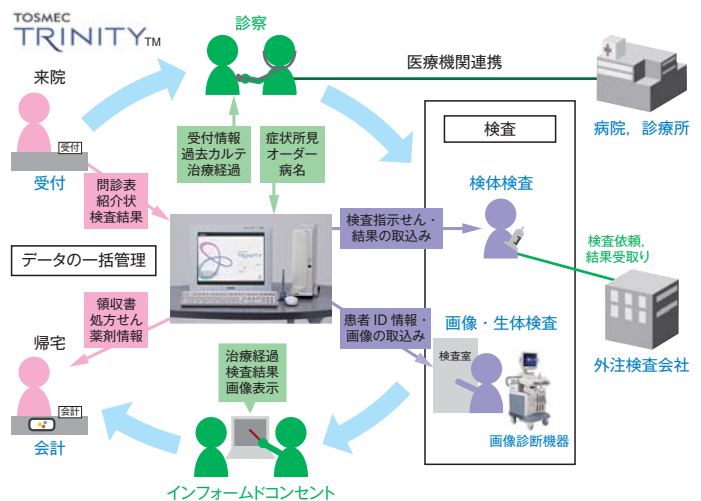 TOSMEC
TRINITY TM
診察
医療機関連携
来院
受付
受付
病院，診療所
検査
受付情報
過去カルテ
治療経過
症状所見
オーダー
病名
問診表
紹介状
検査結果
検体検査
検査指示せん・
結果の取込み
検査依頼，
結果受取り
データの一括管理
TRINITY
領収書
処方せん
薬剤情報
患者 ID 情報・
画像の取込み
画像・生体検査
検査室
外注検査会社
帰宅
会計
会計
治療経過
検査結果
画像表示
画像診断機器
インフォームドコンセント